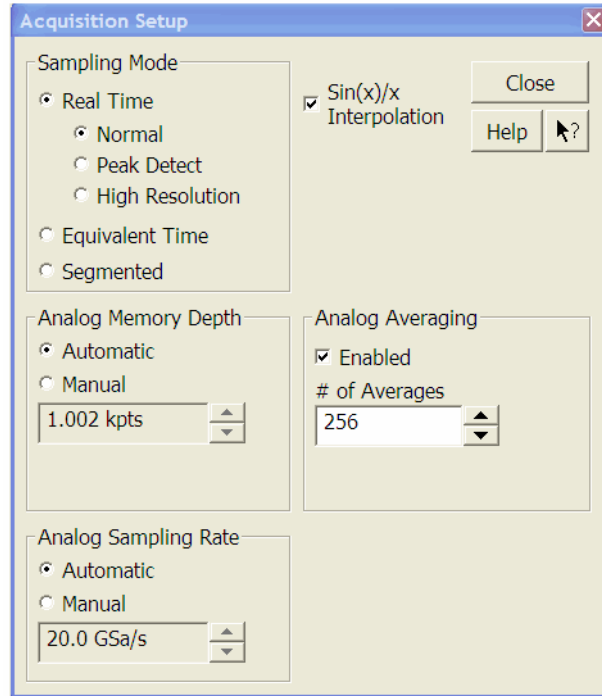 Acquisition Setup
Sampling Mode
Real Time
Normal
Peak Detect
High Resolution
Equivalent Time
Segmented
Sin(x)/x
Interpolation
Close
Help
?
Analog Memory Depth
Automatic
Manual
1.002 kpts
Analog Averaging
Enabled
# of Averages
256
Analog Sampling Rate
Automatic
Manual
20.0 GSa/s